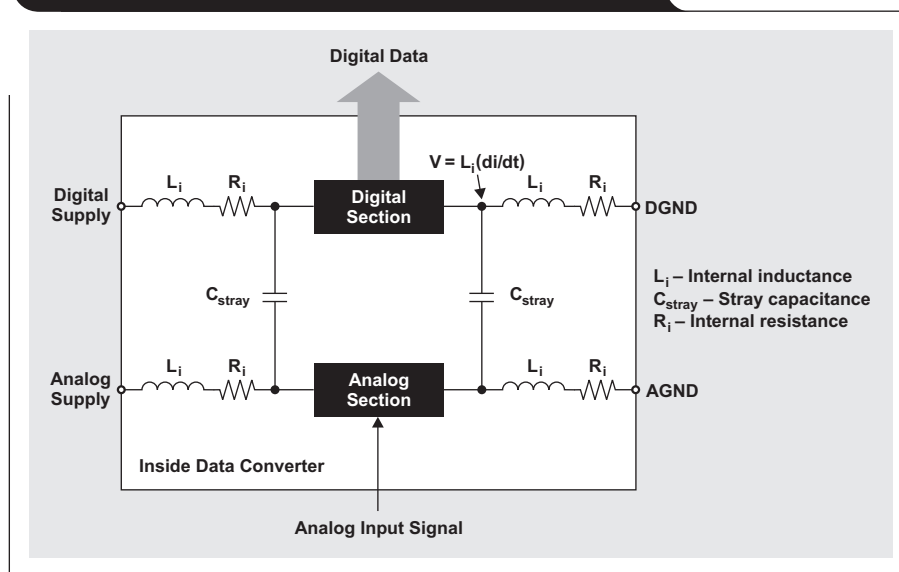 Digital Data
V = Li(di/dt)
Li
Ri
Digital
Supply
Digital
Section
Li
Ri
DGND
Cstray
Cstray
Li – Internal inductance
Cstray – Stray capacitance
Ri – Internal resistance
Li
Ri
Analog
Supply
Analog
Section
Li
Ri
AGND
Inside Data Converter
Analog Input Signal